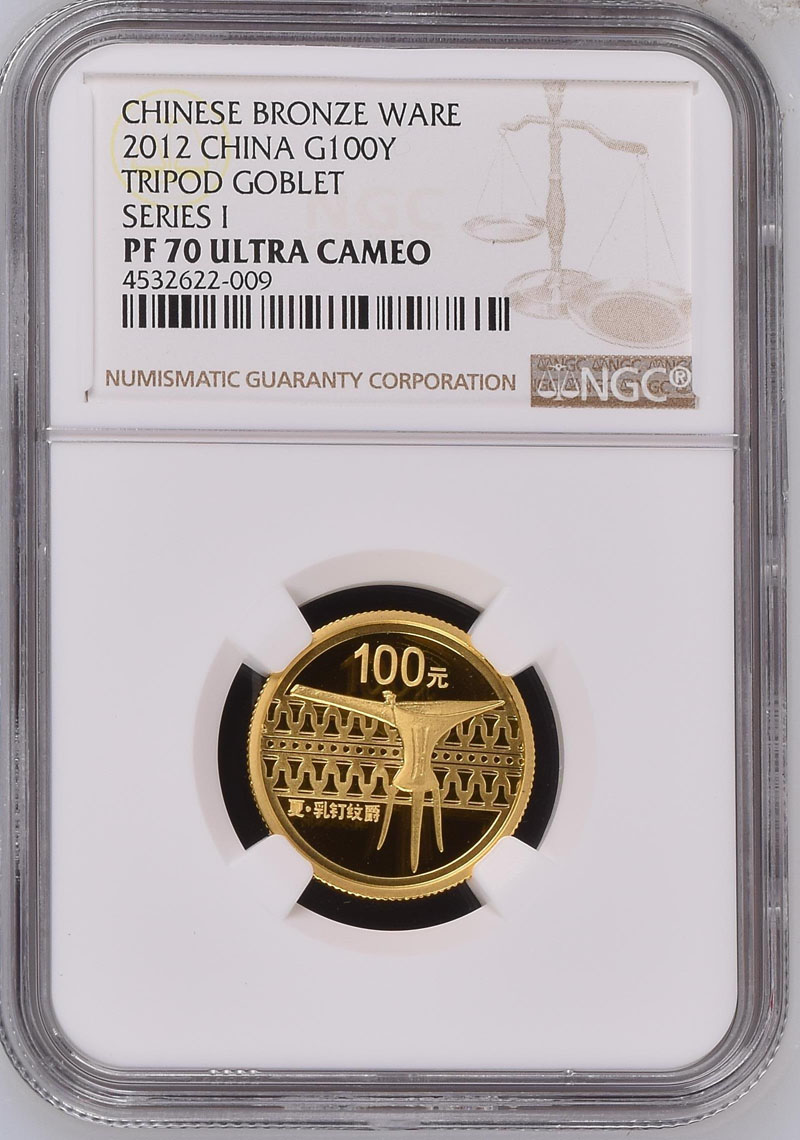 CHINESE BRONZE WARE
2012 CHINA G100Y
TRIPOD GOBLET
SERIES I
PF 70 ULTRA CAMEO
4532622-009
NUMISMATIC GUARANTY CORPORATION
NGC®
NGC
100元
夏·乳钉纹爵